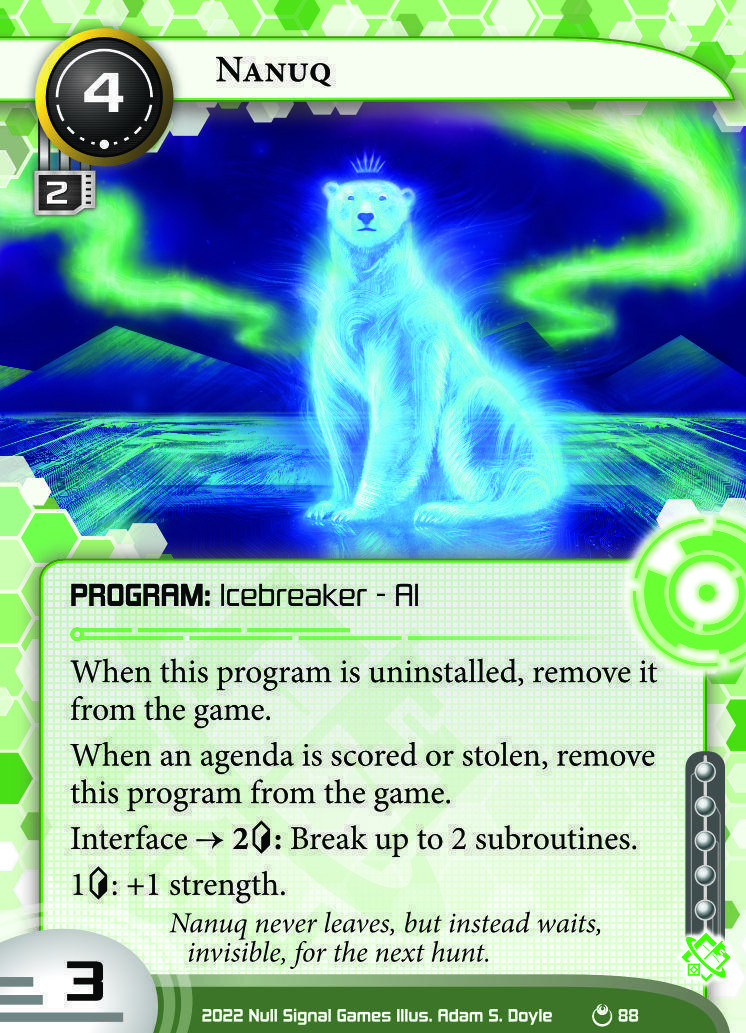 Nanuq
4
2
PROGRAM: Icebreaker - AI
When this program is uninstalled, remove it
from the game.
When an agenda is scored or stolen, remove
this program from the game.
Interface → 2: Break up to 2 subroutines.
1: +1 strength.
Nanuq never leaves, but instead waits,
invisible, for the next hunt.
3
2022 Null Signal Games Illus. Adam S. Doyle
88